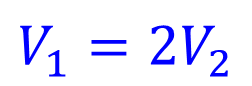 V₁ = 2V₂